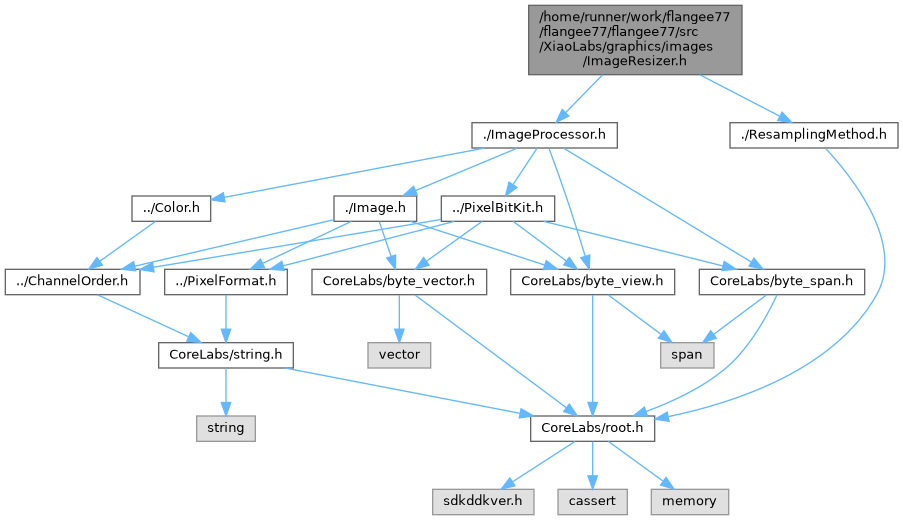 /home/runner/work/flangee77
/flangee77/flangee77/src
/XiaoLabs/graphics/images
/ImageResizer.h
./ImageProcessor.h
./ResamplingMethod.h
../Color.h
./Image.h
../PixelBitKit.h
../ChannelOrder.h
../PixelFormat.h
CoreLabs/byte_vector.h
CoreLabs/byte_view.h
CoreLabs/byte_span.h
CoreLabs/string.h
vector
span
string
CoreLabs/root.h
sdkddkver.h
cassert
memory